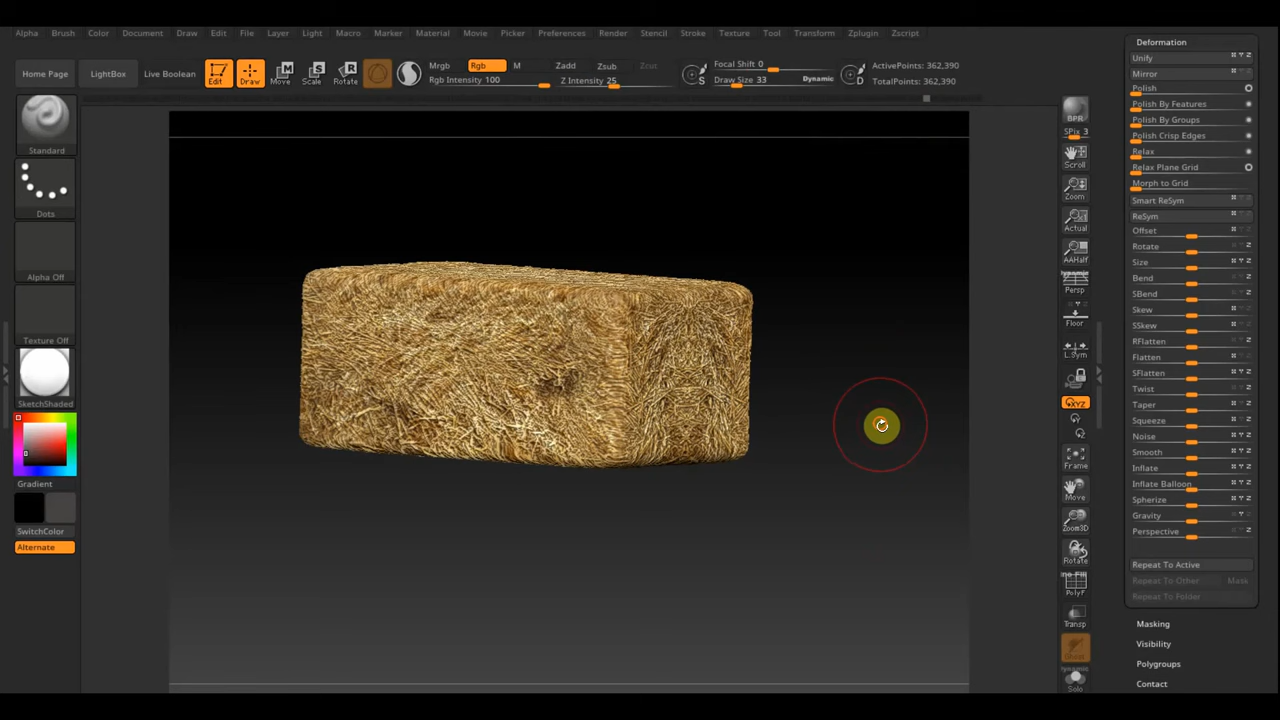 Alpha Brush Color Document Draw Edit File Layer Light Macro Marker Material Movie Picker Preferences Render Stencil Stroke Texture Tool Transform Zplugin Zscript
Home Page
LightBox
Live Boolean
Edit
Draw
Move
Scale
Rotate
Mrgb Rgb M
Rgb Intensity 100
Zadd Zsub Zcut
Z Intensity 25
S
Focal Shift 0
Draw Size 33 Dynamic
D
ActivePoints: 362,390
TotalPoints: 362,390
Standard
Dots
Alpha Off
Texture Off
SketchShaded
Gradient
SwitchColor
Alternate
BPR
SPix 3
Scroll
Zoom
Actual
AAHalf
Dynamic
Persp
Floor
L.Sym
XYZ
Y
Z
Frame
Move
Zoom3D
Rotate
Line Fill
PolyF
Transp
Ghost
Dynamic
Solo
Deformation
Unify
Mirror
Polish
Polish By Features
Polish By Groups
Polish Crisp Edges
Relax
Relax Plane Grid
Morph to Grid
Smart ReSym
ReSym
Offset
Rotate
Size
Bend
SBend
Skew
SSkew
RFlatten
Flatten
SFlatten
Twist
Taper
Squeeze
Noise
Smooth
Inflate
Inflate Balloon
Spherize
Gravity
Perspective
Repeat To Active
Repeat To Other Mask
Repeat To Folder
Masking
Visibility
Polygroups
Contact